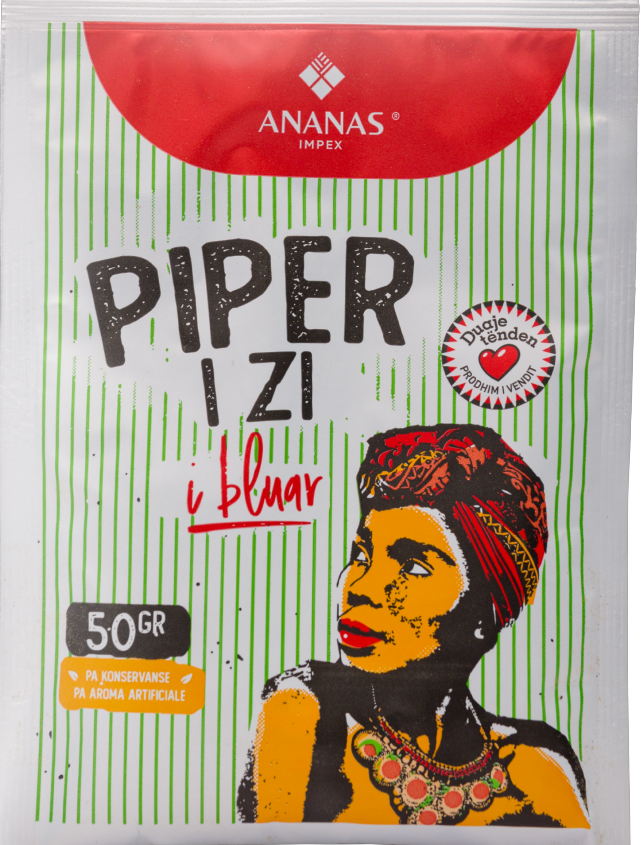 ANANAS ®
IMPEX
PIPER
I ZI
i bluar
Duaje
tënden
PRODHIM I VENDIT
50GR
PA KONSERVANSE
PA AROMA ARTIFICIALE